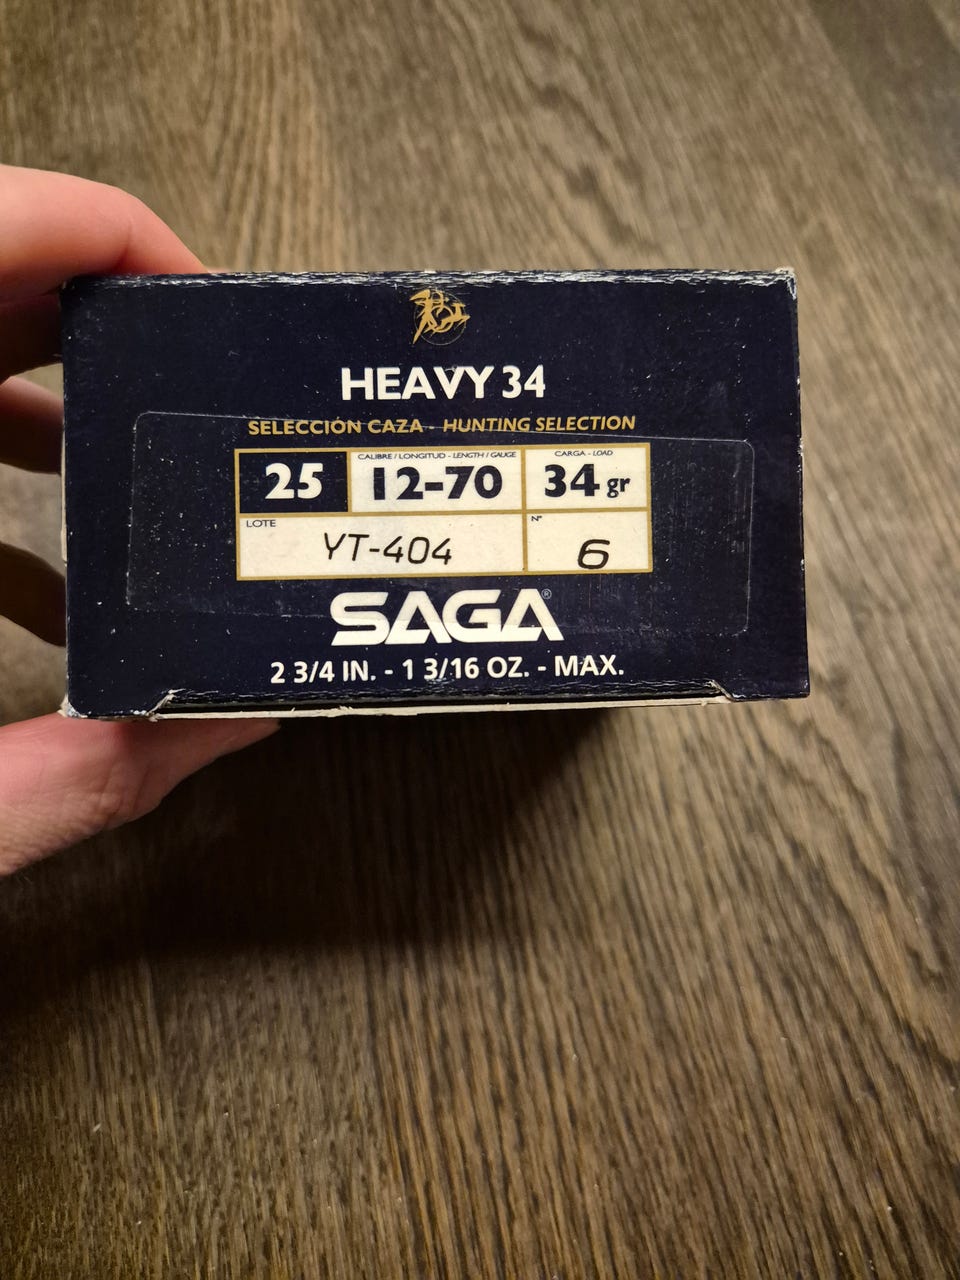 HEAVY 34
SELECCIÓN CAZA - HUNTING SELECTION
CALIBRE / LONGITUD - LENGTH / GAUGE CARGA - LOAD
25 12-70 34 gr
LOTE Nº
YT-404 6
SAGA®
2 3/4 IN. - 1 3/16 OZ. - MAX.